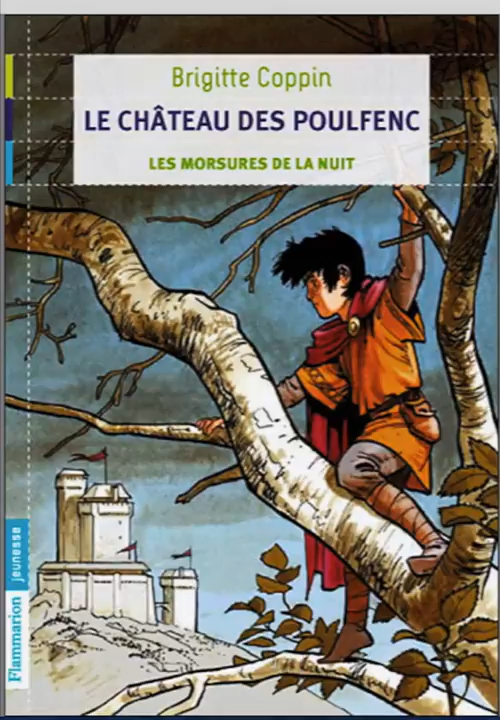 Brigitte Coppin
LE CHÂTEAU DES POULFENC
LES MORSURES DE LA NUIT
Flammarion jeunesse